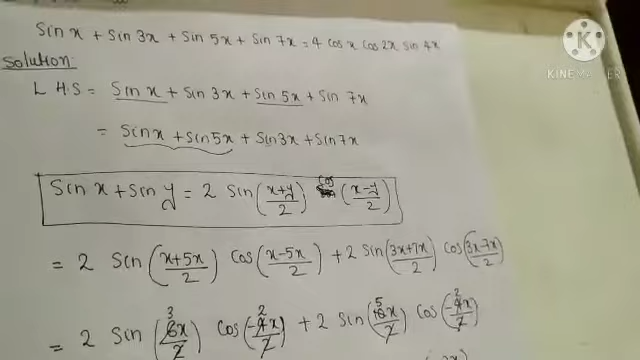 Sin x + Sin 3x + Sin 5x + Sin 7x = 4 Cos x Cos 2x Sin 4x
K
KINEMASTER
Solution:
L H S = Sin x + Sin 3x + Sin 5x + Sin 7x
= Sin x + Sin 5x + Sin 3x + Sin 7x
Sin x + Sin y = 2 Sin (x+y/2) cos (x-y/2)
= 2 Sin (x+5x/2) Cos (x-5x/2) + 2 Sin (3x+7x/2) Cos (3x-7x/2)
= 2 Sin (6x/2) Cos (-4x/2) + 2 Sin (10x/2) Cos (-4x/2)